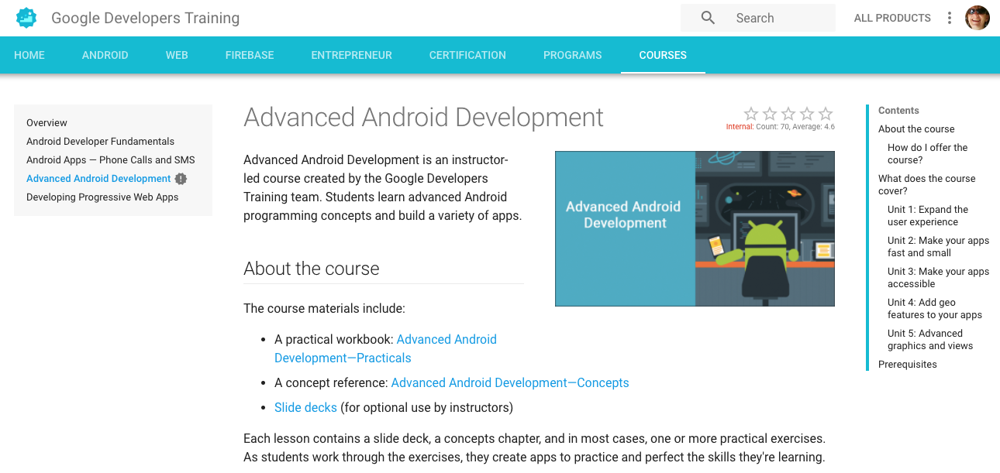 Google Developers Training
Search
ALL PRODUCTS
HOME
ANDROID
WEB
FIREBASE
ENTREPRENEUR
CERTIFICATION
PROGRAMS
COURSES
Overview
Android Developer Fundamentals
Android Apps — Phone Calls and SMS
Advanced Android Development
Developing Progressive Web Apps
Advanced Android Development
Internal: Count: 70, Average: 4.6
Advanced Android Development is an instructor-
led course created by the Google Developers
Training team. Students learn advanced Android
programming concepts and build a variety of apps.
Advanced Android
Development
About the course
The course materials include:
• A practical workbook: Advanced Android
Development—Practicals
• A concept reference: Advanced Android Development—Concepts
• Slide decks (for optional use by instructors)
Each lesson contains a slide deck, a concepts chapter, and in most cases, one or more practical exercises.
As students work through the exercises, they create apps to practice and perfect the skills they're learning.
Contents
About the course
How do I offer the
course?
What does the course
cover?
Unit 1: Expand the
user experience
Unit 2: Make your apps
fast and small
Unit 3: Make your apps
accessible
Unit 4: Add geo
features to your apps
Unit 5: Advanced
graphics and views
Prerequisites